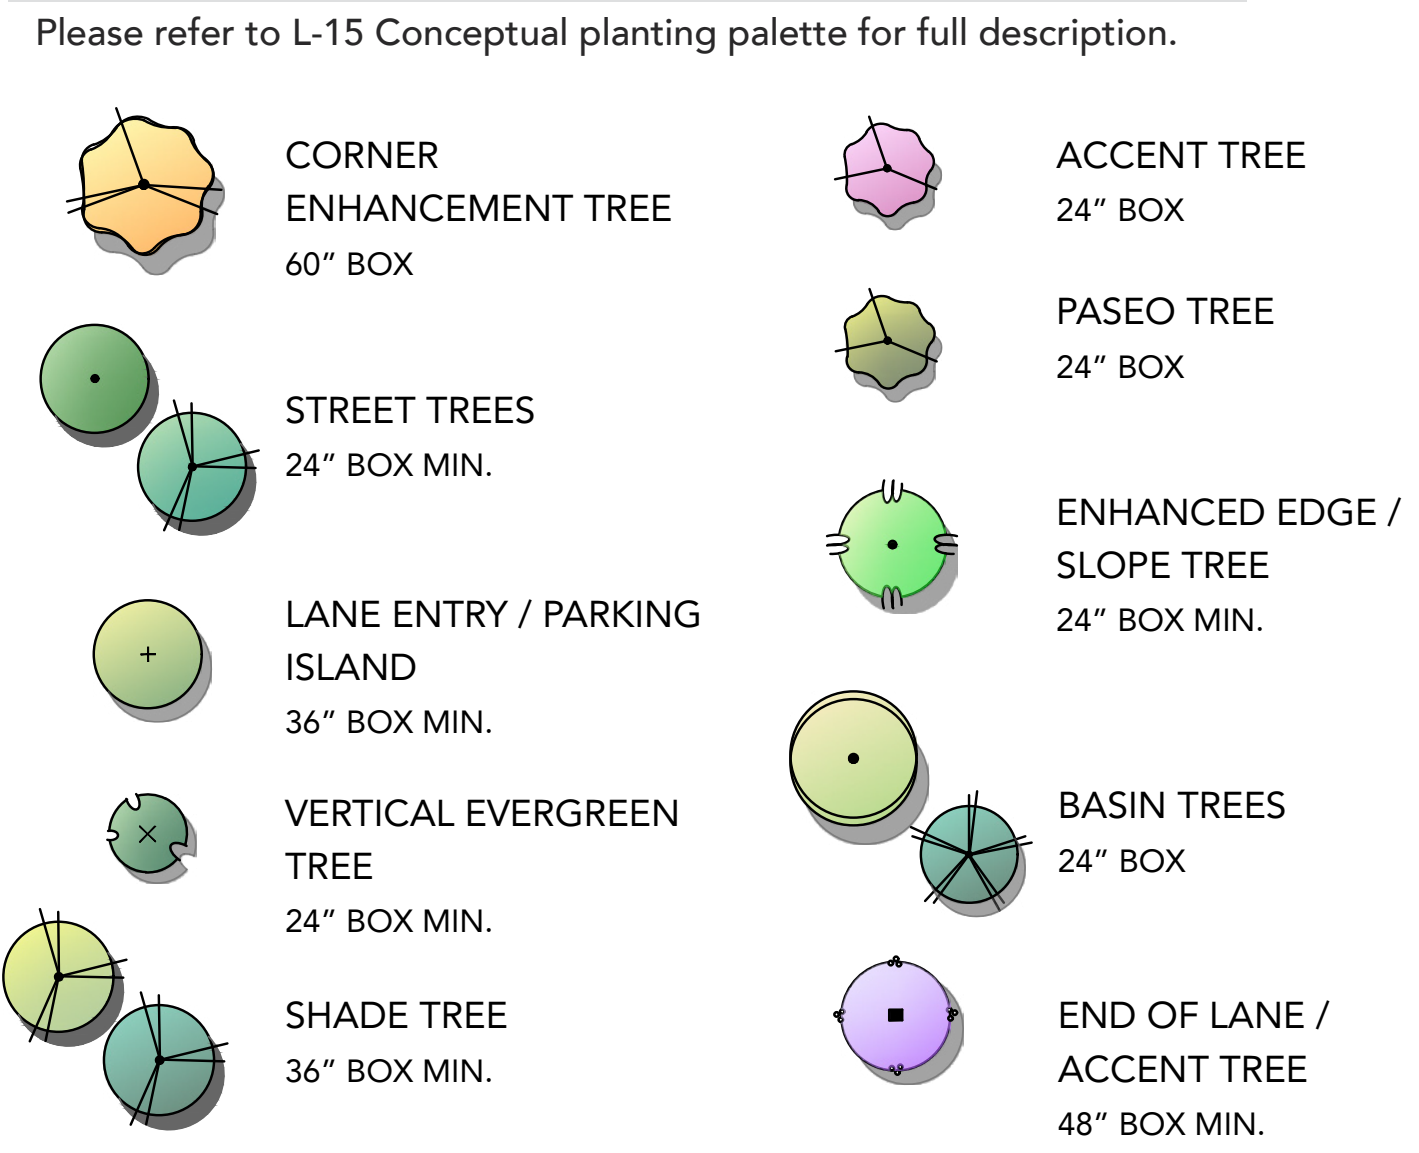 Please refer to L-15 Conceptual planting palette for full description.
CORNER
ENHANCEMENT TREE
60” BOX
STREET TREES
24” BOX MIN.
LANE ENTRY / PARKING
ISLAND
36” BOX MIN.
VERTICAL EVERGREEN
TREE
24” BOX MIN.
SHADE TREE
36” BOX MIN.
ACCENT TREE
24” BOX
PASEO TREE
24” BOX
ENHANCED EDGE /
SLOPE TREE
24” BOX MIN.
BASIN TREES
24” BOX
END OF LANE /
ACCENT TREE
48” BOX MIN.